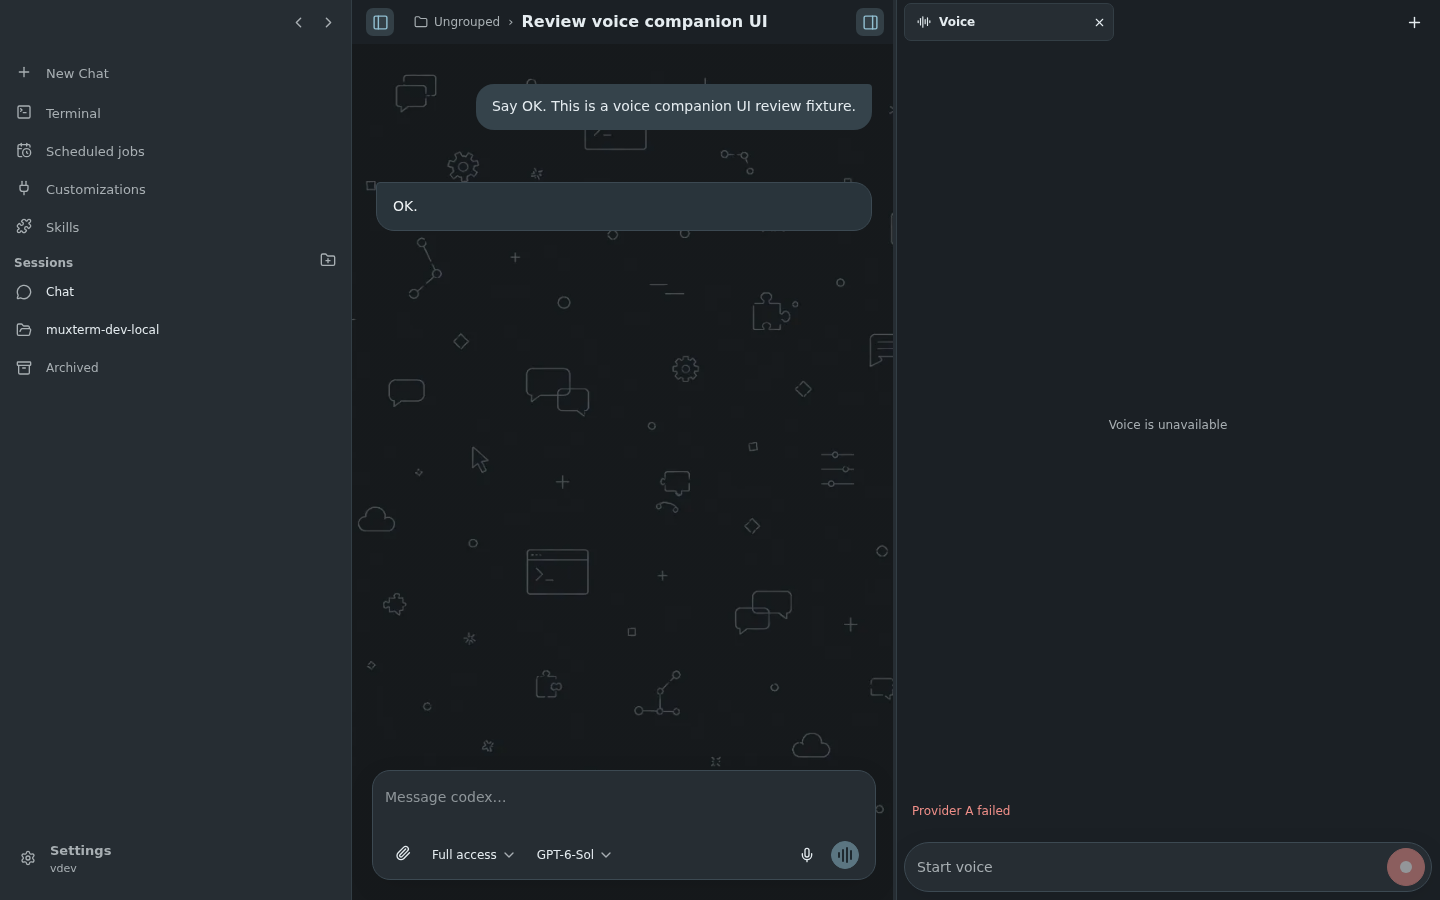 Ungrouped › Review voice companion UI
Voice
New Chat
Terminal
Scheduled jobs
Customizations
Skills
Sessions
Chat
muxterm-dev-local
Archived
Settings
vdev
Say OK. This is a voice companion UI review fixture.
OK.
Message codex…
Full access
GPT-6-Sol
Voice is unavailable
Provider A failed
Start voice